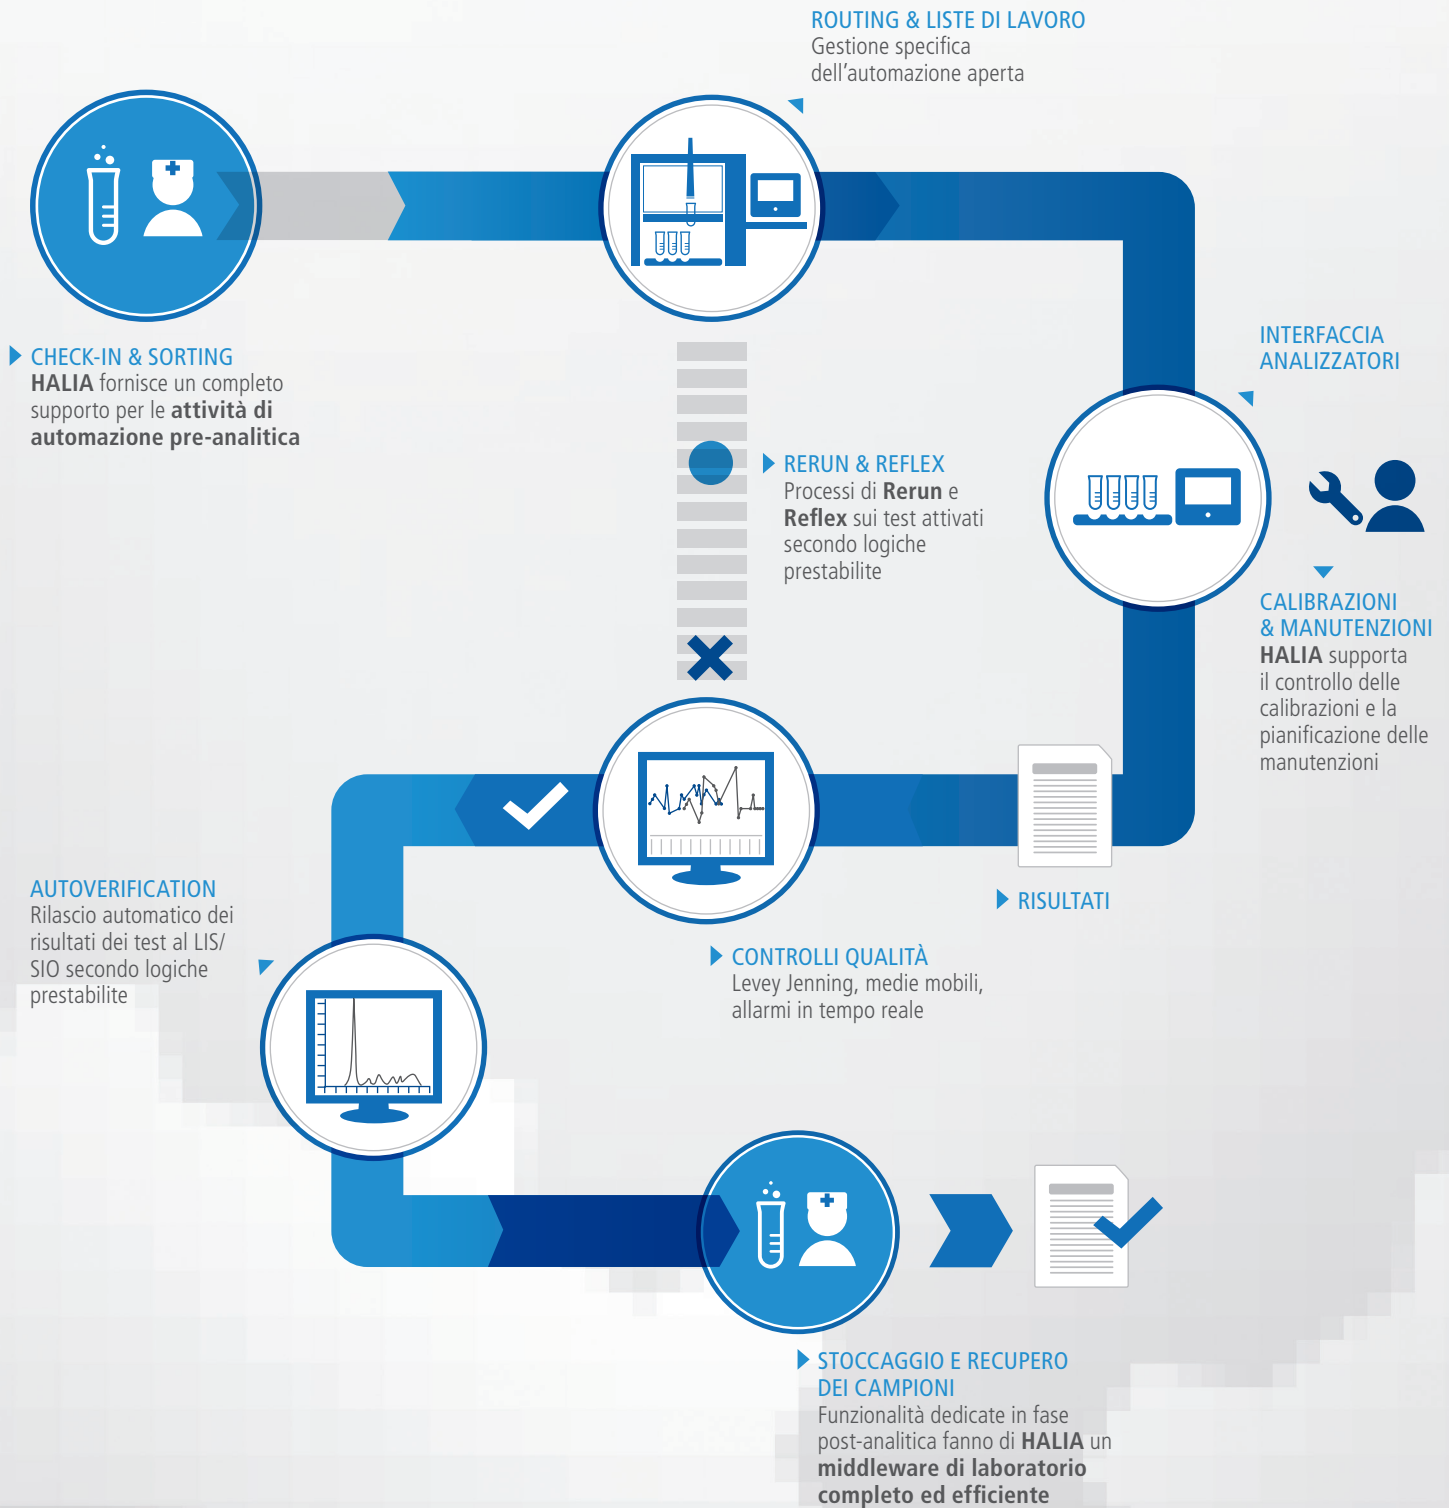 ROUTING & LISTE DI LAVORO
Gestione specifica
dell'automazione aperta
CHECK-IN & SORTING
HALIA fornisce un completo
supporto per le attività di
automazione pre-analitica
INTERFACCIA
ANALIZZATORI
RERUN & REFLEX
Processi di Rerun e
Reflex sui test attivati
secondo logiche
prestabilite
CALIBRAZIONI
& MANUTENZIONI
HALIA supporta
il controllo delle
calibrazioni e la
pianificazione delle
manutenzioni
RISULTATI
CONTROLLI QUALITÀ
Levey Jenning, medie mobili,
allarmi in tempo reale
AUTOVERIFICATION
Rilascio automatico dei
risultati dei test al LIS/
SIO secondo logiche
prestabilite
STOCCAGGIO E RECUPERO
DEI CAMPIONI
Funzionalità dedicate in fase
post-analitica fanno di HALIA un
middleware di laboratorio
completo ed efficiente